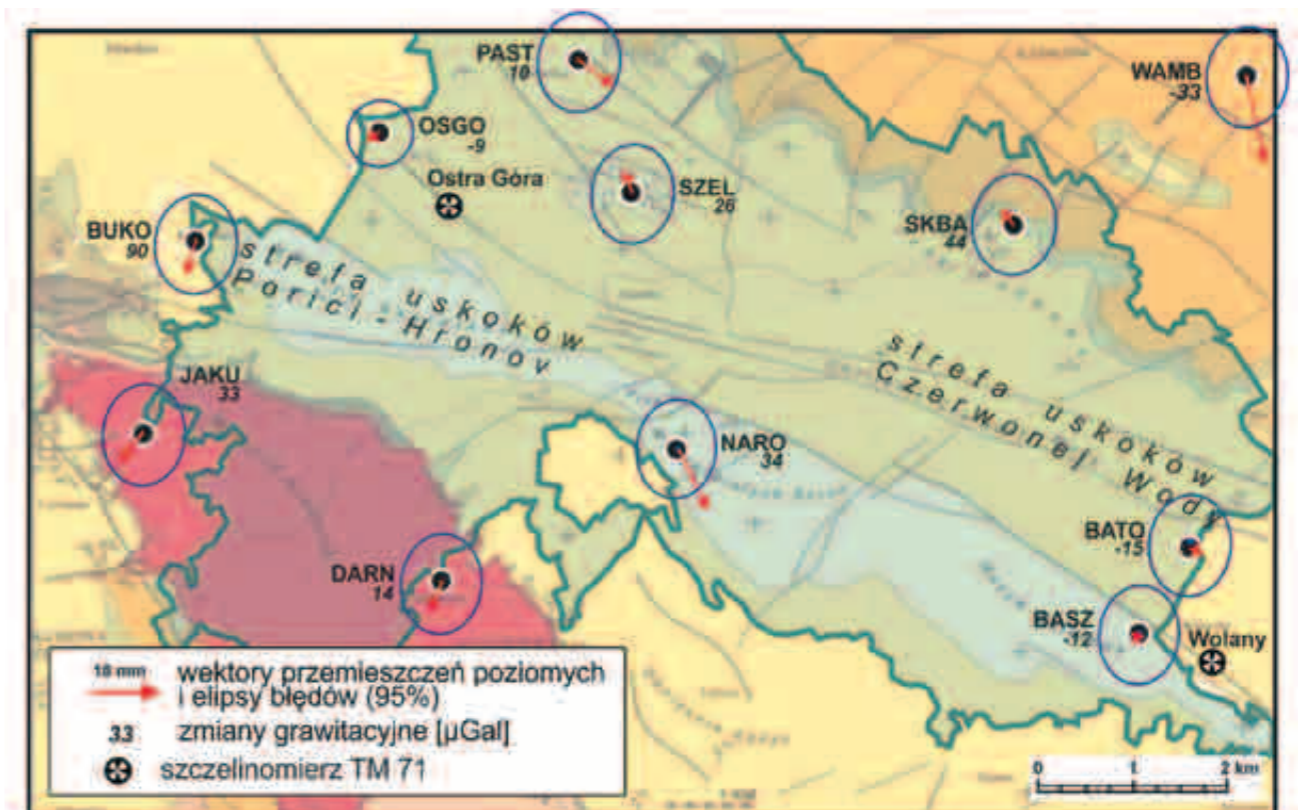 PAST
10
WAMB
-33
OSGO
-9
Ostra Góra
SZEL
26
BUKO
90
SKBA
44
strefa uskoków
Porici - Hronov
JAKU
33
strefa uskoków
Czerwonej Wody
NARO
34
BATO
-15
DARN
14
BASZ
-12
Wolany
10 mm
wektory przemieszczeń poziomych
i elipsy błędów (95%)
33 zmiany grawitacyjne [µGal]
szczelinomierz TM 71
0 1 2 km